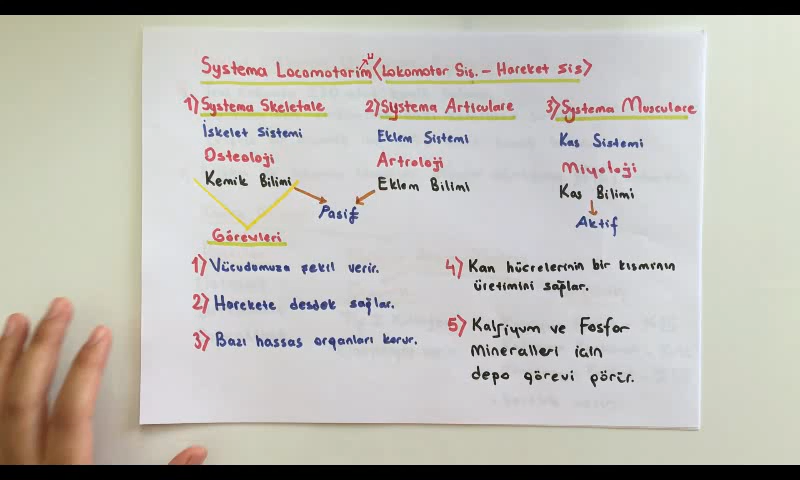 Systema Locomotorim u (Lokomotor Sis. - Hareket Sis)
1) Systema Skeletale
İskelet Sistemi
Osteoloji
Kemik Bilimi
2) Systema Articulare
Eklem Sistemi
Artroloji
Eklem Bilimi
Pasif
3) Systema Musculare
Kas Sistemi
Miyoloji
Kas Bilimi
Aktif
Görevleri
1) Vücudumuza şekil verir.
2) Harekete destek sağlar.
3) Bazı hassas organları korur.
4) Kan hücrelerinin bir kısmının
üretimini sağlar.
5) Kalsiyum ve Fosfor
Mineralleri için
depo görevi görür.